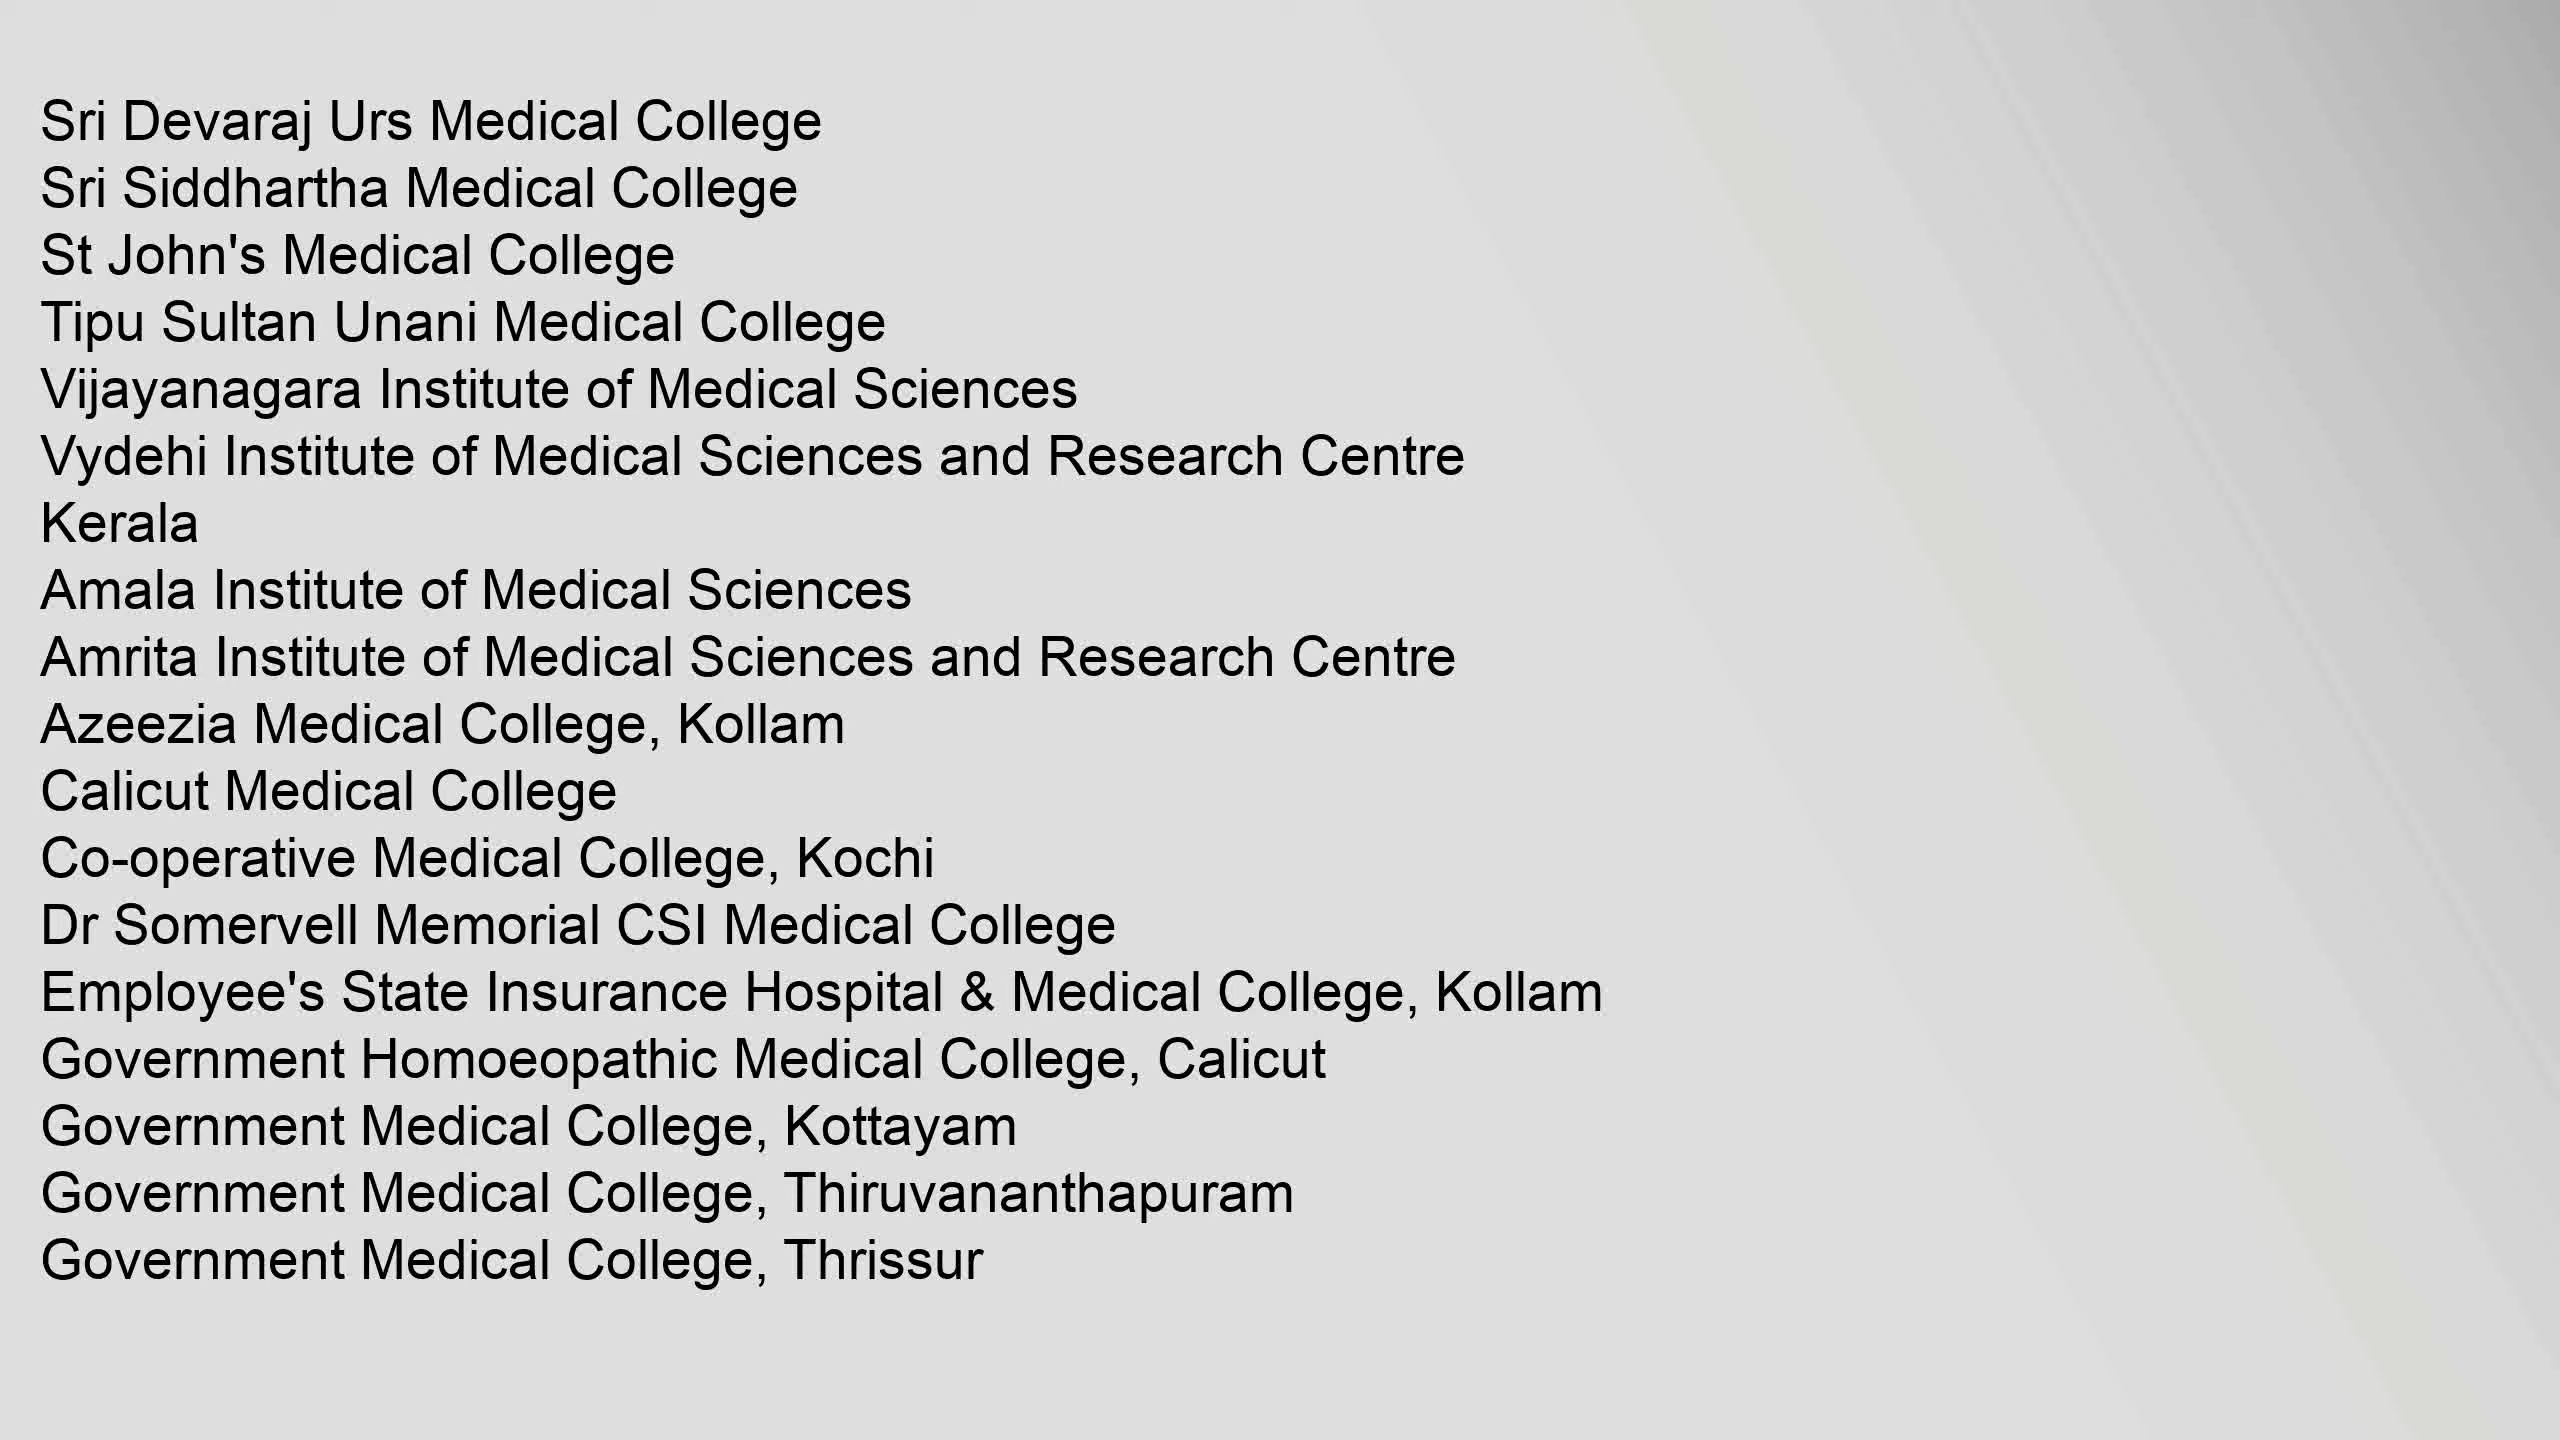 Sri Devaraj Urs Medical College
Sri Siddhartha Medical College
St John's Medical College
Tipu Sultan Unani Medical College
Vijayanagara Institute of Medical Sciences
Vydehi Institute of Medical Sciences and Research Centre
Kerala
Amala Institute of Medical Sciences
Amrita Institute of Medical Sciences and Research Centre
Azeezia Medical College, Kollam
Calicut Medical College
Co-operative Medical College, Kochi
Dr Somervell Memorial CSI Medical College
Employee's State Insurance Hospital & Medical College, Kollam
Government Homoeopathic Medical College, Calicut
Government Medical College, Kottayam
Government Medical College, Thiruvananthapuram
Government Medical College, Thrissur